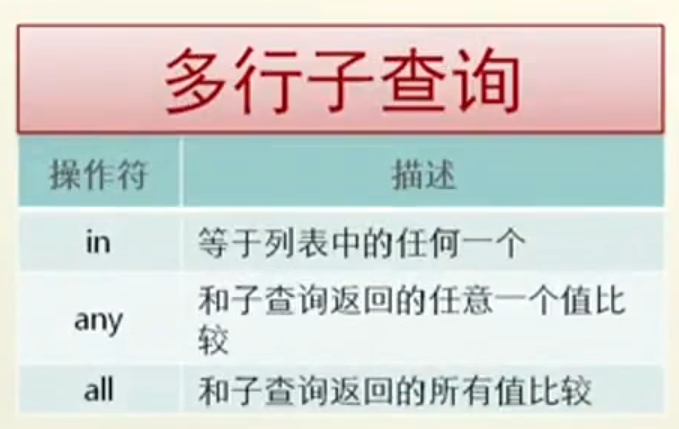 多行子查询
操作符 描述
in 等于列表中的任何一个
any 和子查询返回的任意一个值比
较
all 和子查询返回的所有值比较